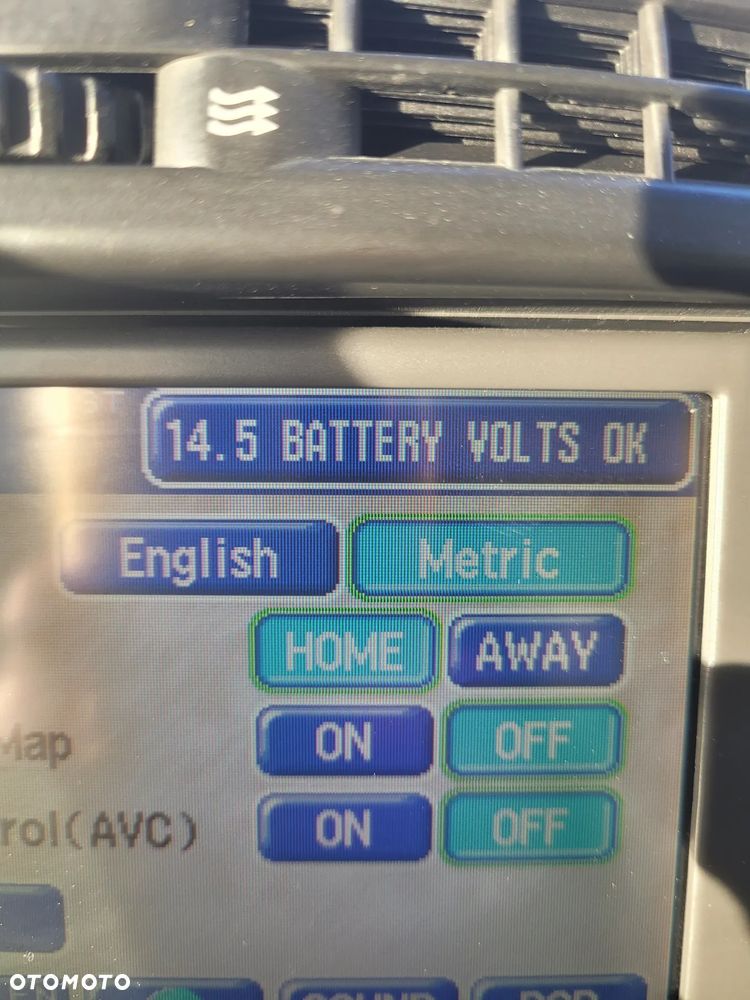 14.5 BATTERY VOLTS OK
English Metric
HOME AWAY
Map ON OFF
rol(AVC) ON OFF
OTOMOTO